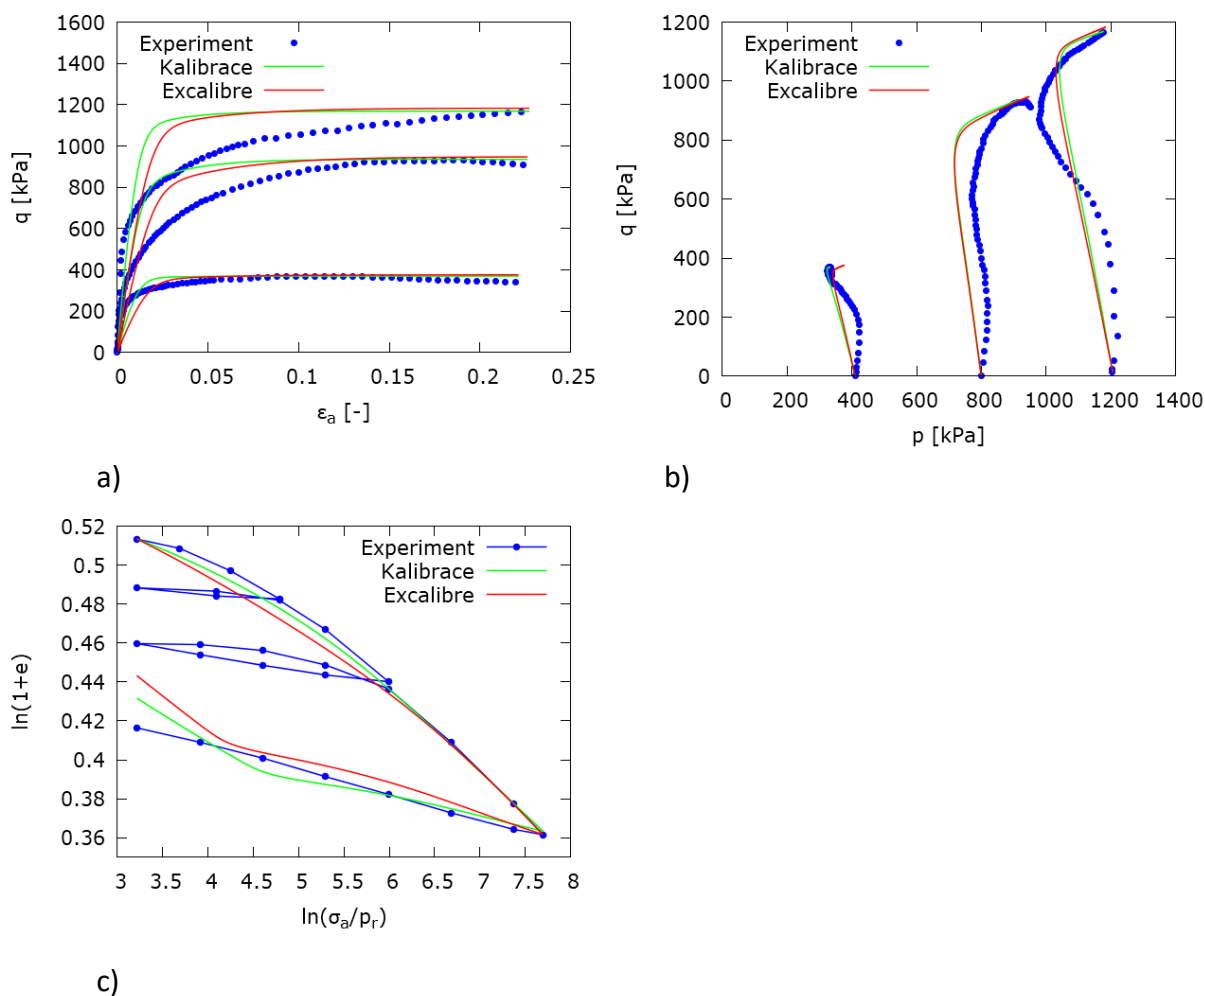 1600
1400
1200
1000
800
600
400
200
0
q [kPa]
Experiment
Kalibrace
Excalibre
0 0.05 0.1 0.15 0.2 0.25
εa [-]
a)
1200
1000
800
600
400
200
0
q [kPa]
Experiment
Kalibrace
Excalibre
0 200 400 600 800 1000 1200 1400
p [kPa]
b)
0.52
0.5
0.48
0.46
0.44
0.42
0.4
0.38
0.36
ln(1+e)
Experiment
Kalibrace
Excalibre
3 3.5 4 4.5 5 5.5 6 6.5 7 7.5 8
ln(σa/pr)
c)